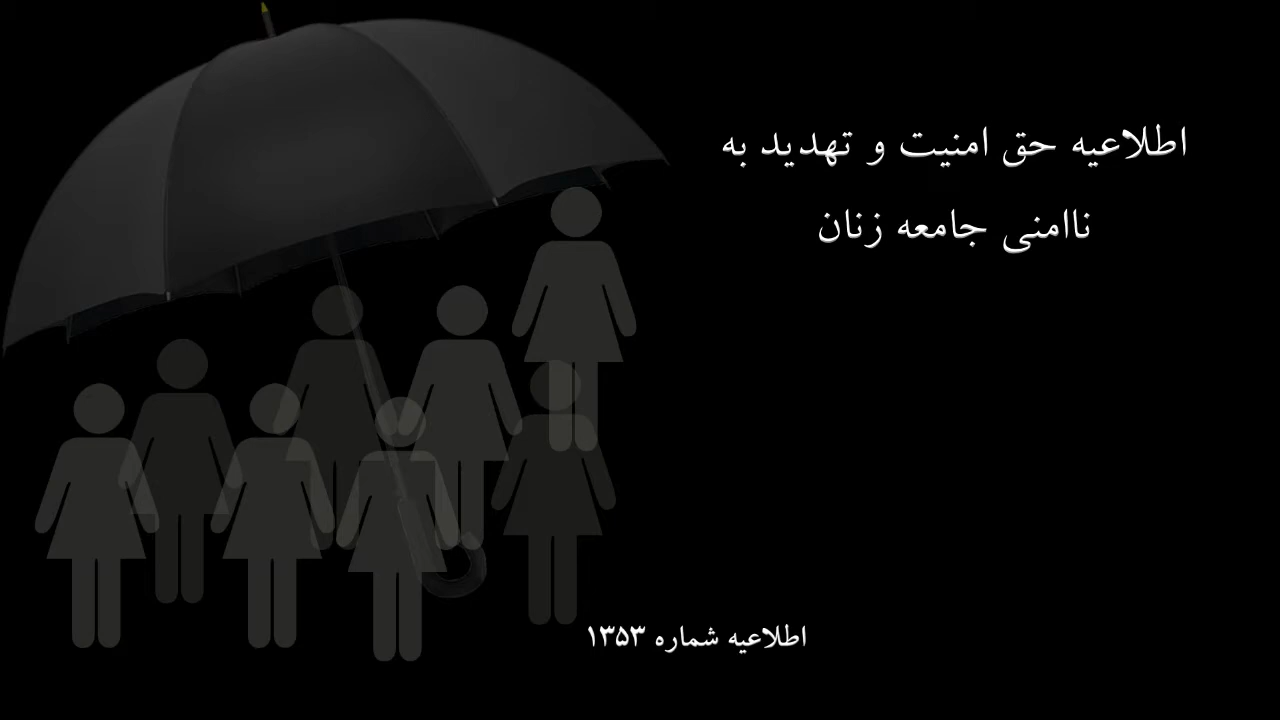 اطلاعیه حق امنیت و تهدید به
ناامنی جامعه زنان
اطلاعیه شماره ۱۳۵۳